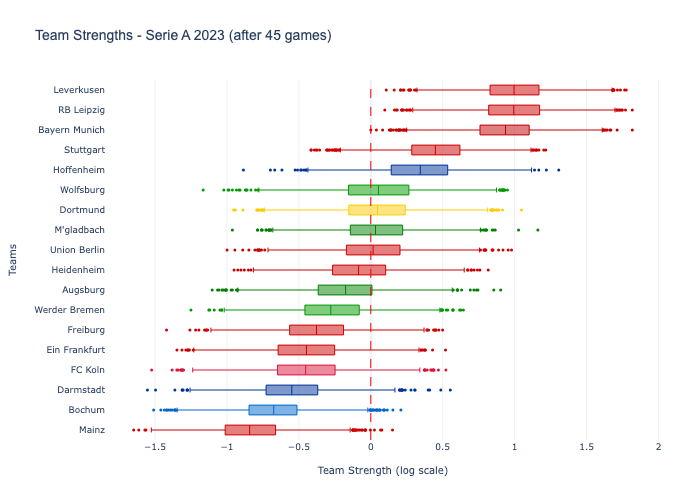 Team Strengths - Serie A 2023 (after 45 games)
Leverkusen
RB Leipzig
Bayern Munich
Stuttgart
Hoffenheim
Wolfsburg
Dortmund
M'gladbach
Union Berlin
Heidenheim
Augsburg
Werder Bremen
Freiburg
Ein Frankfurt
FC Koln
Darmstadt
Bochum
Mainz
Teams
−1.5 −1 −0.5 0 0.5 1 1.5 2
Team Strength (log scale)